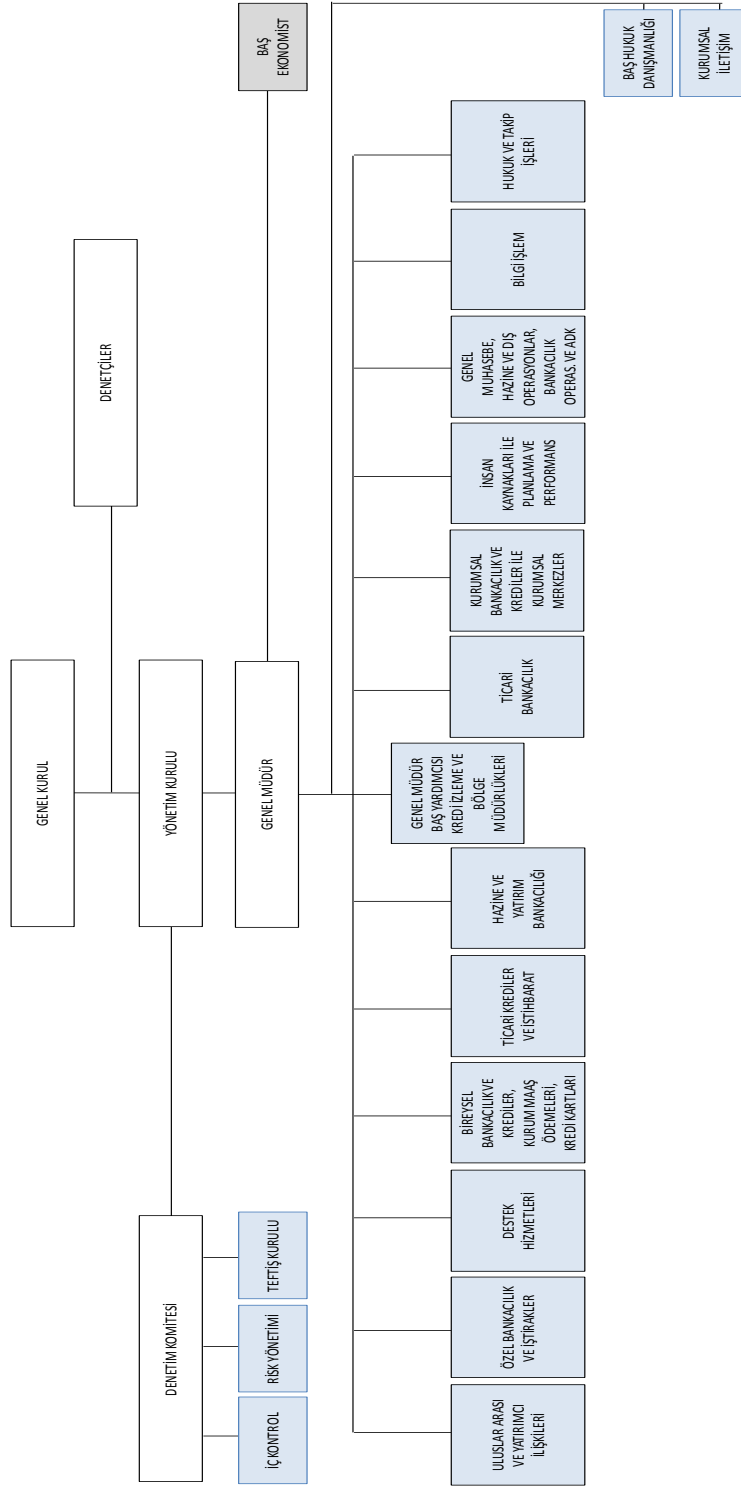 GENEL KURUL
DENETÇİLER
YÖNETİM KURULU
DENETİM KOMİTESİ
GENEL MÜDÜR
BAŞ
EKONOMİST
İÇ KONTROL
RİSK YÖNETİMİ
TEFTİŞ KURULU
GENEL MÜDÜR
BAŞ YARDIMCISI
KREDİ İZLEME VE
BÖLGE
MÜDÜRLÜKLERİ
ULUSLAR ARASI
VE YATIRIMCI
İLİŞKİLERİ
ÖZEL BANKACILIK
VE İŞTİRAKLER
DESTEK
HİZMETLERİ
BİREYSEL
BANKACILIK VE
KREDİLER,
KURUM MAAŞ
ÖDEMELERİ,
KREDİ KARTLARI
TİCARİ KREDİLER
VE İSTİHBARAT
HAZİNE VE
YATIRIM
BANKACILIĞI
TİCARİ
BANKACILIK
KURUMSAL
BANKACILIK VE
KREDİLER İLE
KURUMSAL
MERKEZLER
İNSAN
KAYNAKLARI İLE
PLANLAMA VE
PERFORMANS
GENEL
MUHASEBE,
HAZİNE VE DIŞ
OPERASYONLAR,
BANKACILIK
OPERAS. VE ADK
BİLGİ İŞLEM
HUKUK VE TAKİP
İŞLERİ
BAŞ HUKUK
DANIŞMANLIĞI
KURUMSAL
İLETİŞİM